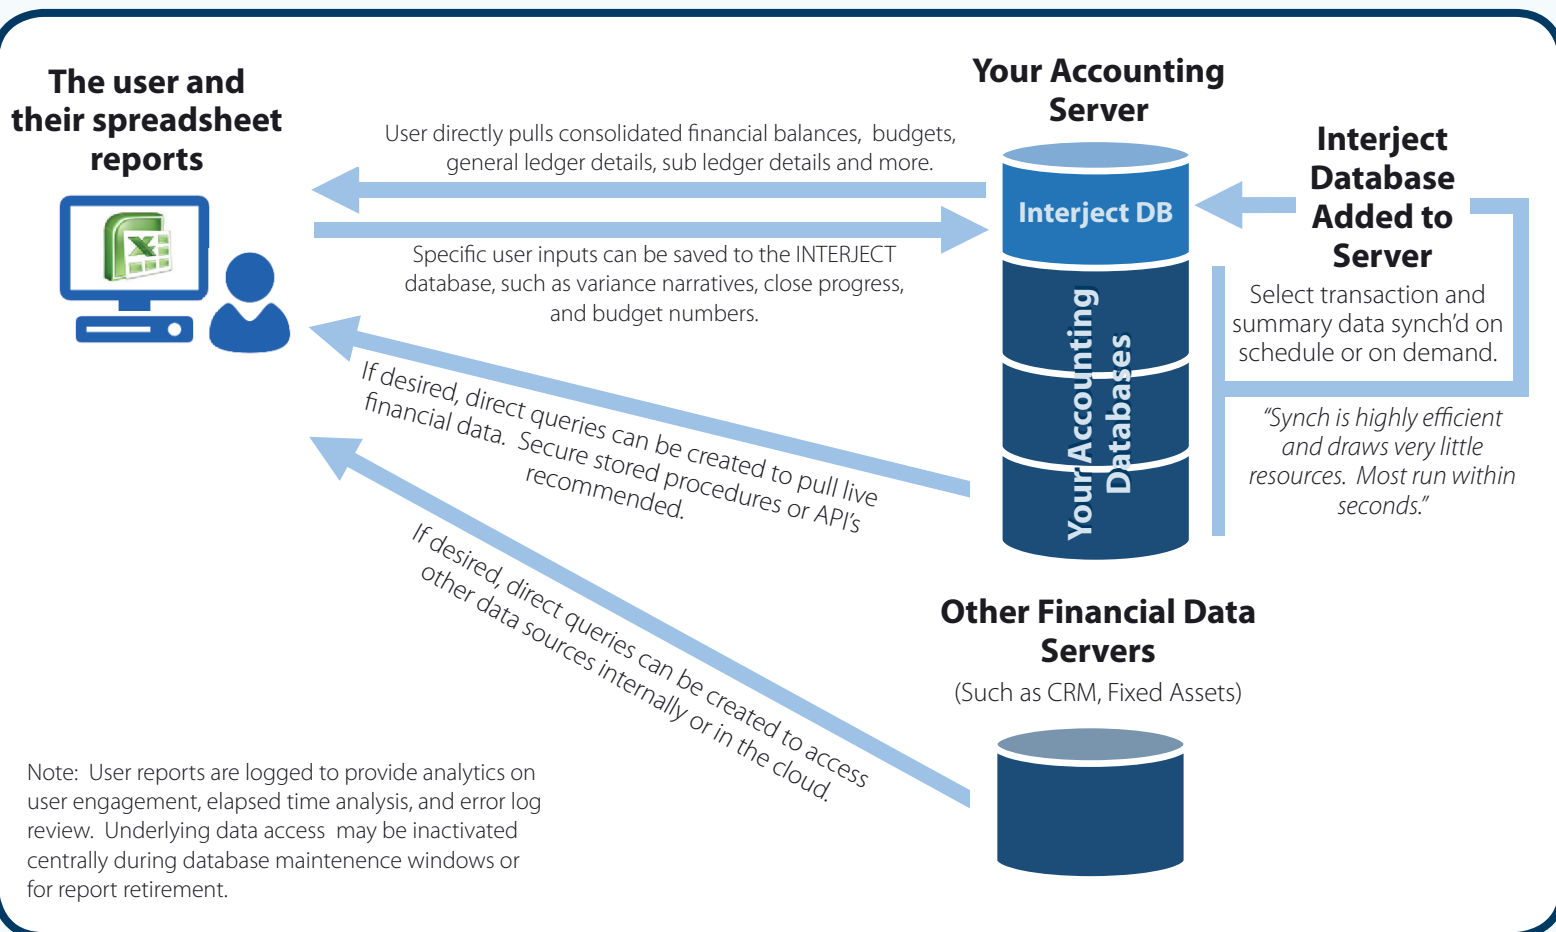 The user and
their spreadsheet
reports
User directly pulls consolidated financial balances, budgets,
general ledger details, sub ledger details and more.
Specific user inputs can be saved to the INTERJECT
database, such as variance narratives, close progress,
and budget numbers.
If desired, direct queries can be created to pull live
financial data. Secure stored procedures or API's
recommended.
If desired, direct queries can be created to access
other data sources internally or in the cloud.
Your Accounting
Server
Interject DB
Your Accounting
Databases
Interject
Database
Added to
Server
Select transaction and
summary data synch’d on
schedule or on demand.
“Synch is highly efficient
and draws very little
resources. Most run within
seconds.”
Other Financial Data
Servers
(Such as CRM, Fixed Assets)
Note: User reports are logged to provide analytics on
user engagement, elapsed time analysis, and error log
review. Underlying data access may be inactivated
centrally during database maintenence windows or
for report retirement.
X